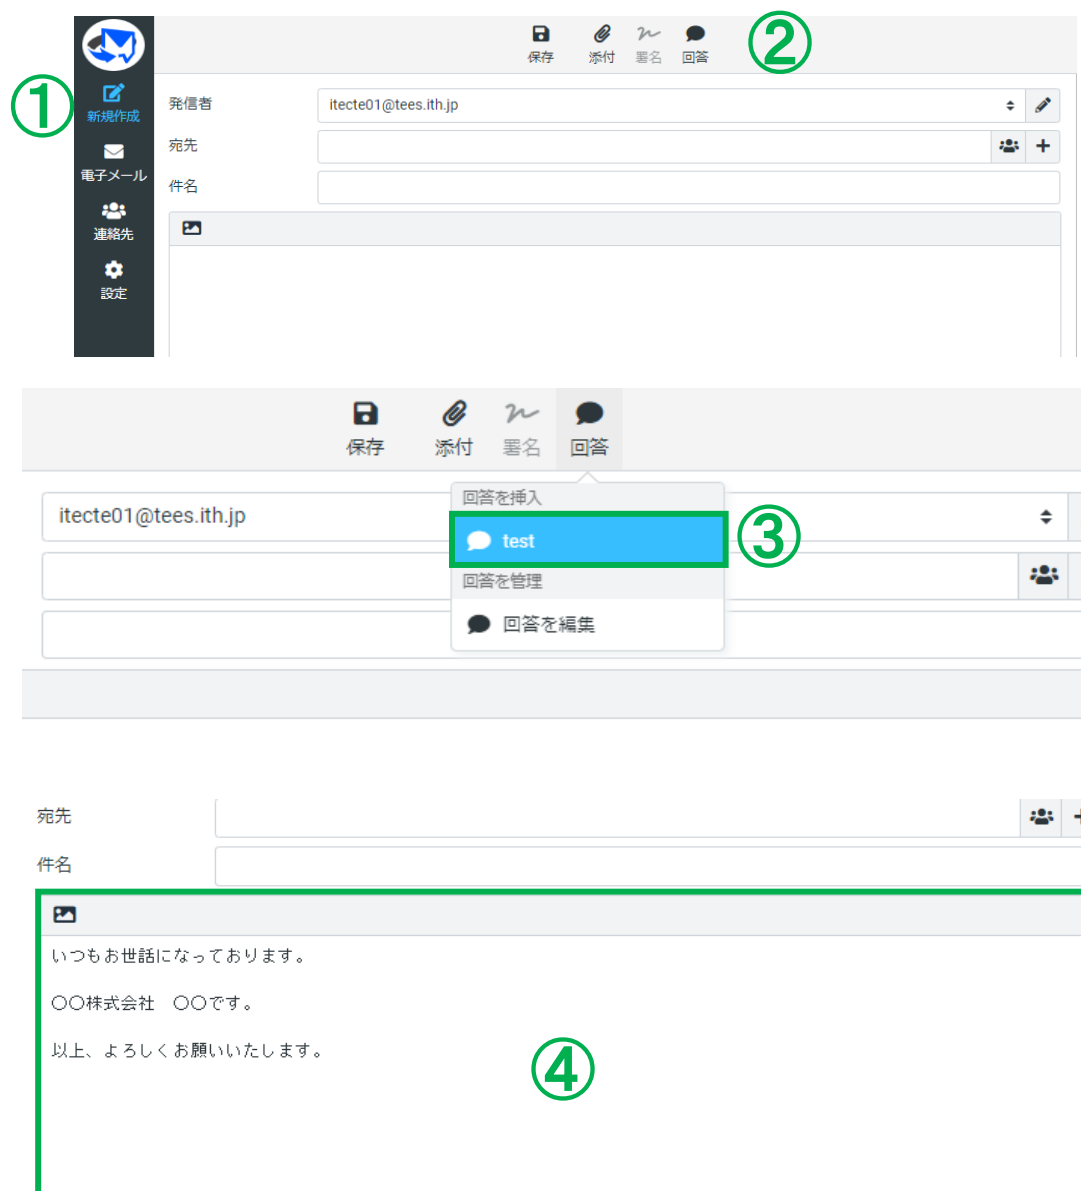 保存 添付 署名 回答
②
①
新規作成
電子メール
連絡先
設定
発信者 itecte01@tees.ith.jp
宛先
件名
保存 添付 署名 回答
itecte01@tees.ith.jp
回答を挿入
test
③
回答を管理
回答を編集
宛先
件名
いつもお世話になっております。
〇〇株式会社　〇〇です。
以上、よろしくお願いいたします。
④